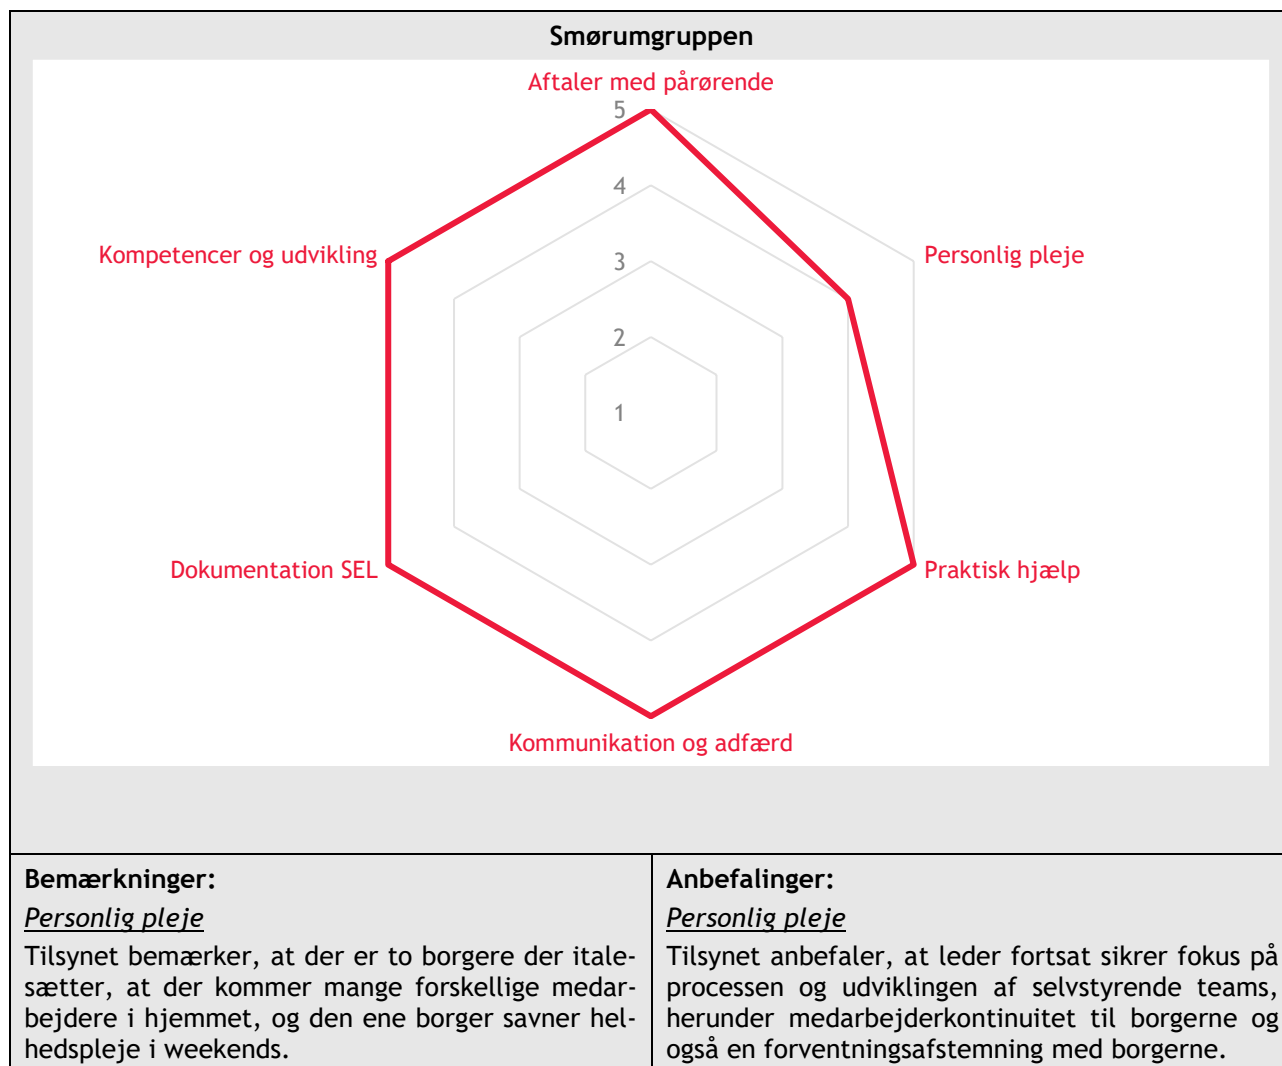 Smørumgruppen
Aftaler med pårørende
5
4
Kompetencer og udvikling
3
Personlig pleje
2
1
Dokumentation SEL
Praktisk hjælp
Kommunikation og adfærd
Bemærkninger:
Personlig pleje
Tilsynet bemærker, at der er to borgere der itale-
sætter, at der kommer mange forskellige medar-
bejdere i hjemmet, og den ene borger savner hel-
hedspleje i weekends.
Anbefalinger:
Personlig pleje
Tilsynet anbefaler, at leder fortsat sikrer fokus på
processen og udviklingen af selvstyrende teams,
herunder medarbejderkontinuitet til borgerne og
også en forventningsafstemning med borgerne.